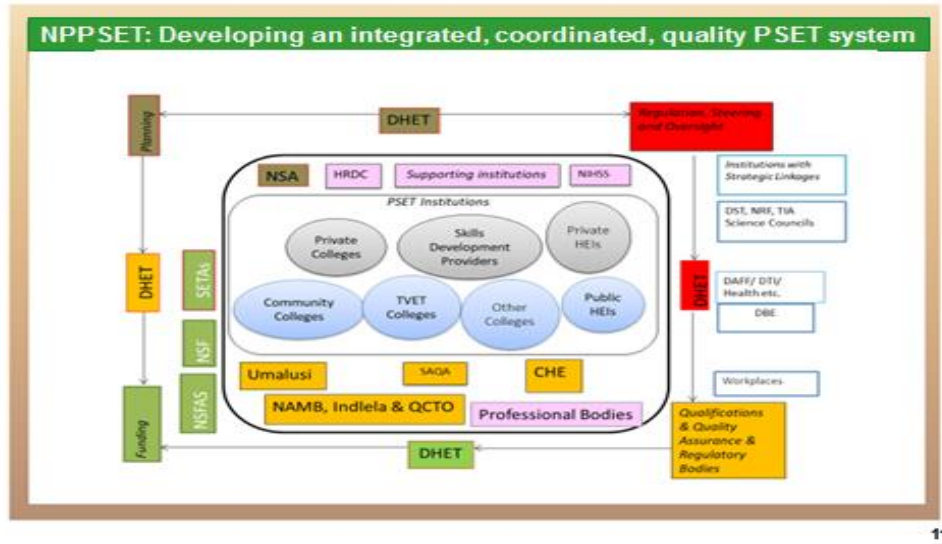 NPPSET: Developing an integrated, coordinated, quality PSET system
Planning
DHET
Regulation, Steering
and Oversight
NSA
HRDC
Supporting institutions
NIHSS
Institutions with
Strategic Linkages
PSET Institutions
Private
Colleges
Skills
Development
Providers
Private
HEIs
DST, NRF, TIA
Science Councils
DHET
SETAs
DHET
DAFF/ DTI/
Health etc.
DBE
Community
Colleges
TVET
Colleges
Other
Colleges
Public
HEIs
NSF
Umalusi
SAQA
CHE
Workplaces
NSFAS
NAMB, Indlela & QCTO
Professional Bodies
Qualifications
& Quality
Assurance &
Regulatory
Bodies
Funding
DHET